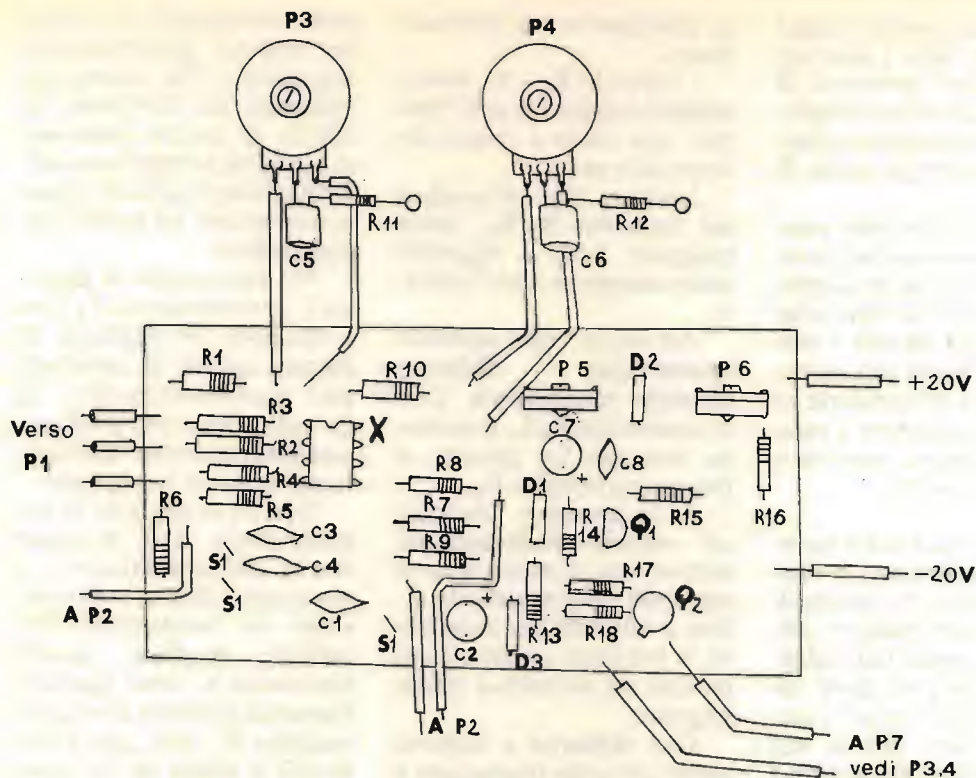 P3
P4
R11
C5
R12
C6
R1
R10
P 5
D2
P 6
+20V
Verso
P1
R3
R2
X
C7
R4
R8
C8
R6
R5
D1
R15
R16
R7
R
14
Q1
C3
S1
R9
C4
R17
-20V
A P2
S1
Q2
C1
S1
+
C2
R13
R18
D3
A P2
A P7
vedi P3,4
+